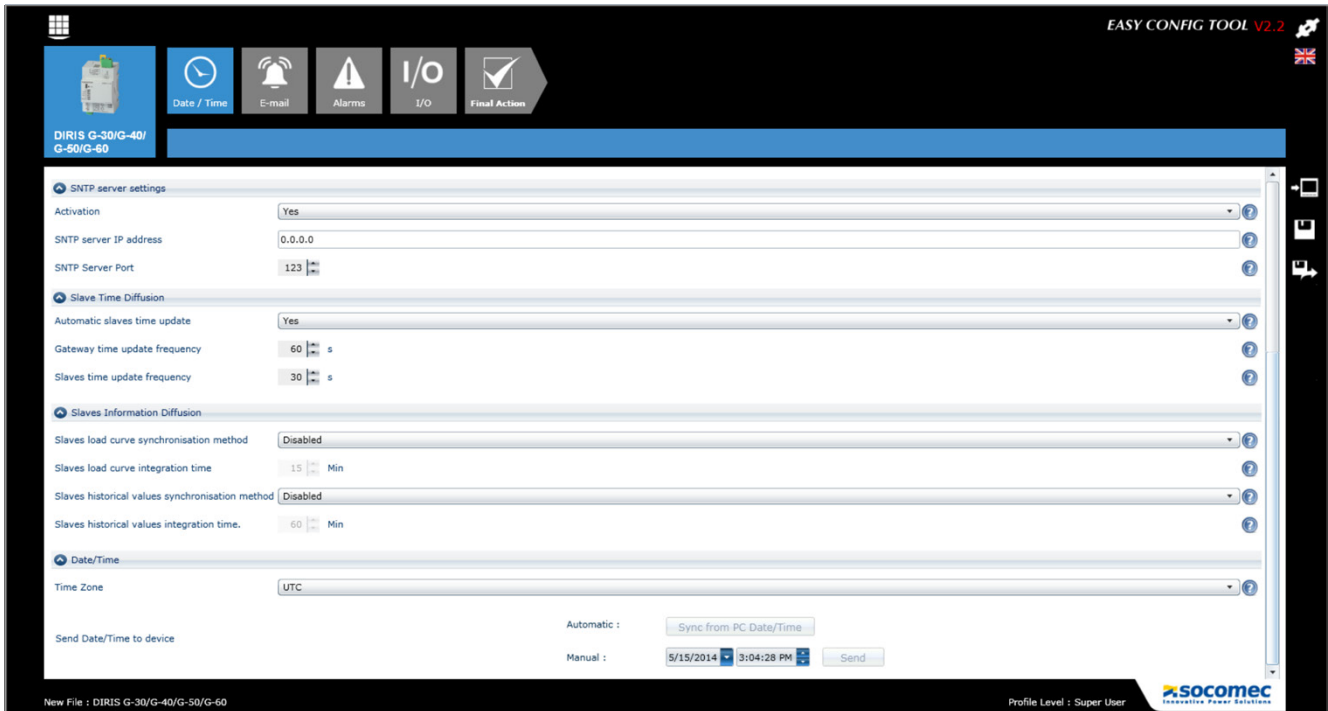 EASY CONFIG TOOL V2.2
I/O
Date / Time
E-mail
Alarms
I/O
Final Action
DIRIS G-30/G-40/
G-50/G-60
SNTP server settings
Activation Yes
SNTP server IP address 0.0.0.0
SNTP Server Port 123
Slave Time Diffusion
Automatic slaves time update Yes
Gateway time update frequency 60 s
Slaves time update frequency 30 s
Slaves Information Diffusion
Slaves load curve synchronisation method Disabled
Slaves load curve integration time 15 Min
Slaves historical values synchronisation method Disabled
Slaves historical values integration time. 60 Min
Date/Time
Time Zone UTC
Automatic : Sync from PC Date/Time
Send Date/Time to device
Manual : 5/15/2014 3:04:28 PM Send
New File : DIRIS G-30/G-40/G-50/G-60
Profile Level : Super User
socomec
Innovative Power Solutions